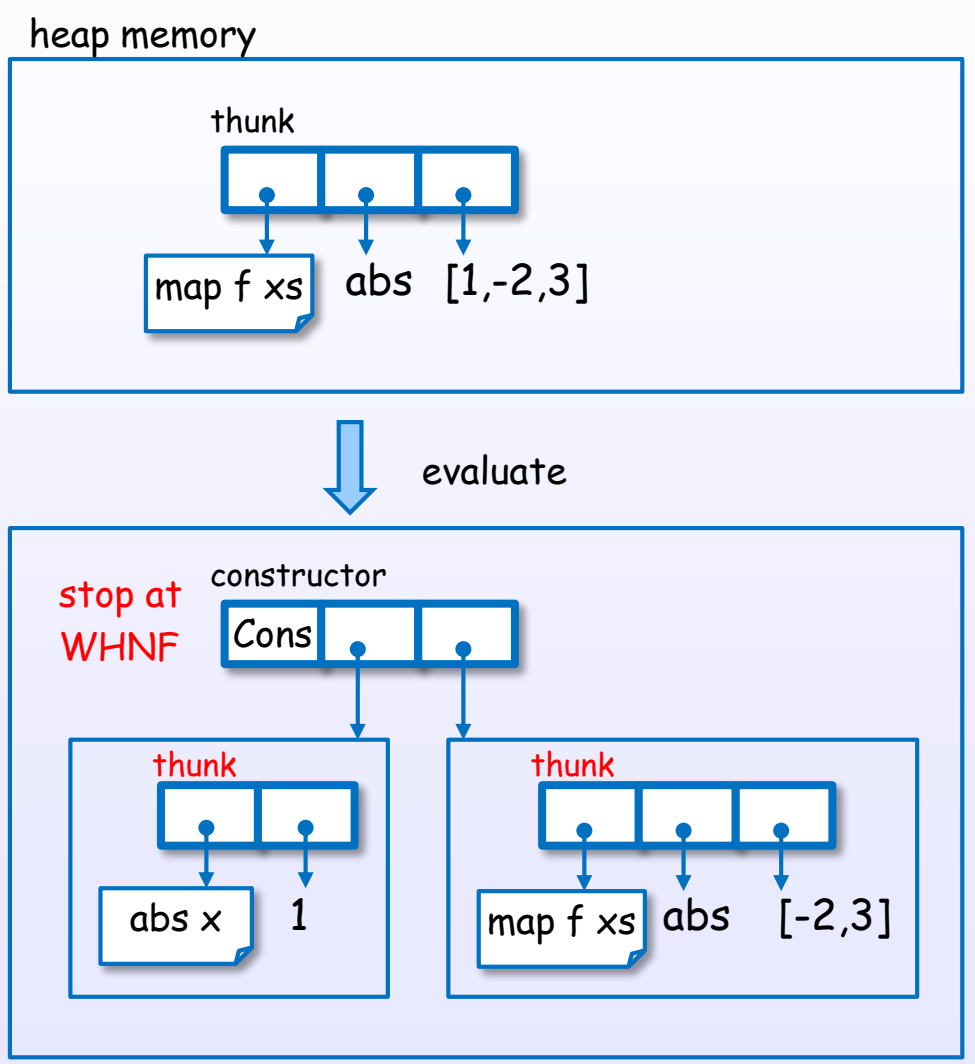 heap memory
thunk
map f xs abs [1,-2,3]
evaluate
constructor
stop at
WHNF
Cons
thunk thunk
abs x 1 map f xs abs [-2,3]